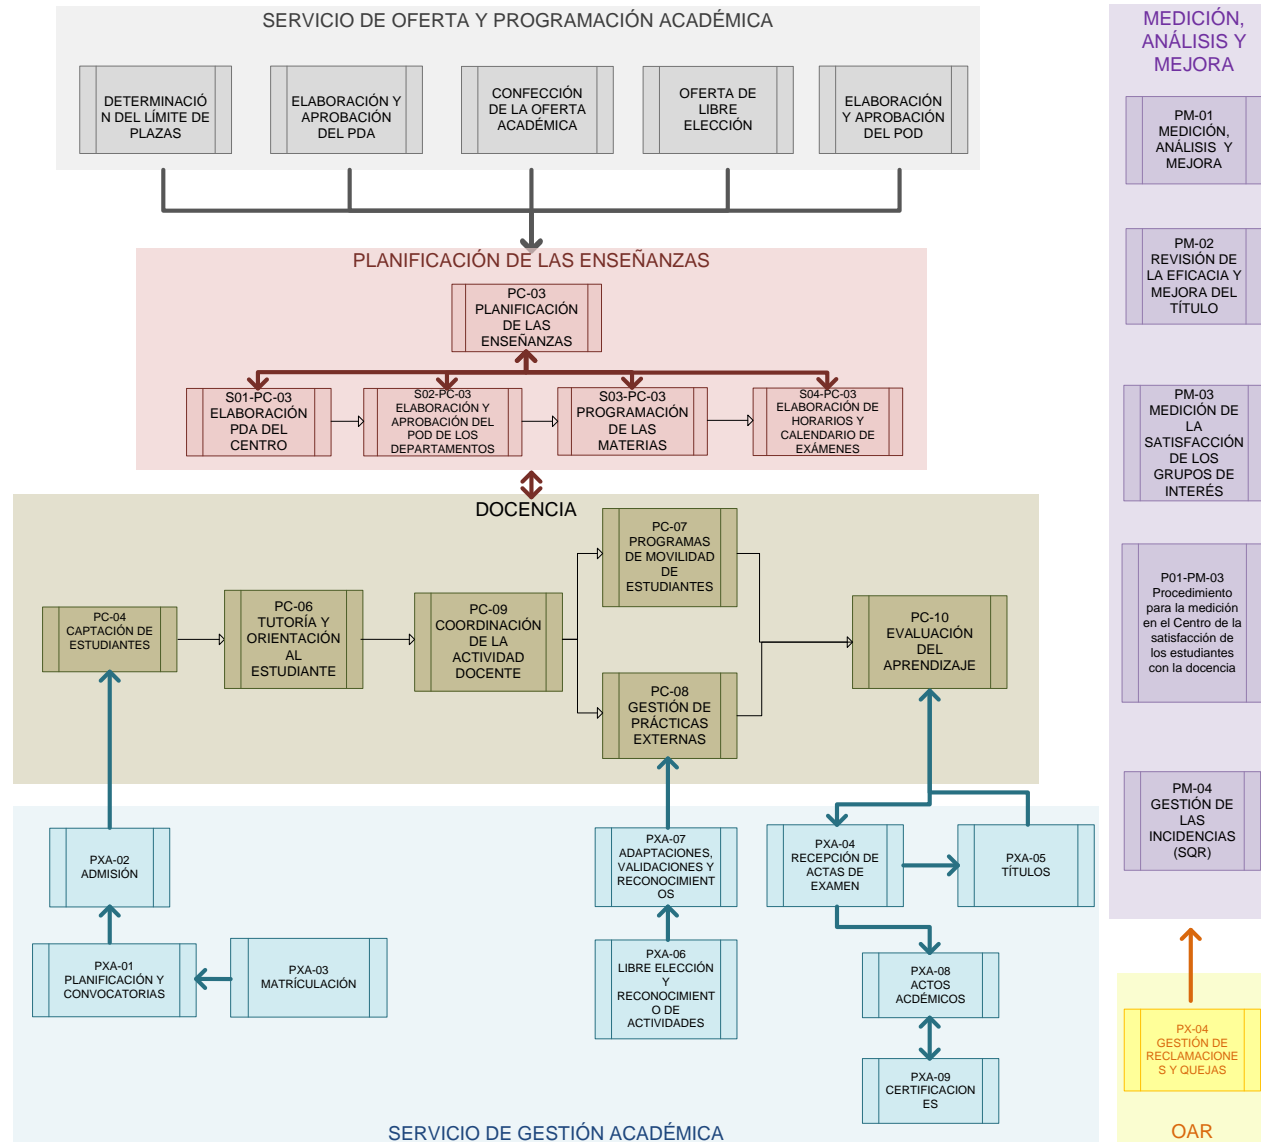 SERVICIO DE OFERTA Y PROGRAMACIÓN ACADÉMICA
DETERMINACIÓ
N DEL LÍMITE DE
PLAZAS
ELABORACIÓN Y
APROBACIÓN
DEL PDA
CONFECCIÓN
DE LA OFERTA
ACADÉMICA
OFERTA DE
LIBRE
ELECCIÓN
ELABORACIÓN
Y APROBACIÓN
DEL POD
PLANIFICACIÓN DE LAS ENSEÑANZAS
PC-03
PLANIFICACIÓN
DE LAS
ENSEÑANZAS
S01-PC-03
ELABORACIÓN
PDA DEL
CENTRO
S02-PC-03
ELABORACIÓN Y
APROBACIÓN DEL
POD DE LOS
DEPARTAMENTOS
S03-PC-03
PROGRAMACIÓN
DE LAS
MATERIAS
S04-PC-03
ELABORACIÓN DE
HORARIOS Y
CALENDARIO DE
EXÁMENES
DOCENCIA
PC-04
CAPTACIÓN DE
ESTUDIANTES
PC-06
TUTORÍA Y
ORIENTACIÓN
AL
ESTUDIANTE
PC-09
COORDINACIÓN
DE LA
ACTIVIDAD
DOCENTE
PC-07
PROGRAMAS
DE MOVILIDAD
DE
ESTUDIANTES
PC-08
GESTIÓN DE
PRÁCTICAS
EXTERNAS
PC-10
EVALUACIÓN
DEL
APRENDIZAJE
PXA-02
ADMISIÓN
PXA-01
PLANIFICACIÓN Y
CONVOCATORIAS
PXA-03
MATRÍCULACIÓN
PXA-07
ADAPTACIONES,
VALIDACIONES Y
RECONOCIMIENT
OS
PXA-06
LIBRE ELECCIÓN
Y
RECONOCIMIENT
O DE
ACTIVIDADES
PXA-04
RECEPCIÓN DE
ACTAS DE
EXAMEN
PXA-05
TÍTULOS
PXA-08
ACTOS
ACDÉMICOS
PXA-09
CERTIFICACION
ES
SERVICIO DE GESTIÓN ACADÉMICA
MEDICIÓN,
ANÁLISIS Y
MEJORA
PM-01
MEDICIÓN,
ANÁLISIS Y
MEJORA
PM-02
REVISIÓN DE
LA EFICACIA Y
MEJORA DEL
TÍTULO
PM-03
MEDICIÓN DE
LA
SATISFACCIÓN
DE LOS
GRUPOS DE
INTERÉS
P01-PM-03
Procedimiento
para la medición
en el Centro de la
satisfacción de
los estudiantes
con la docencia
PM-04
GESTIÓN DE
LAS
INCIDENCIAS
(SQR)
PX-04
GESTIÓN DE
RECLAMACIONE
S Y QUEJAS
OAR